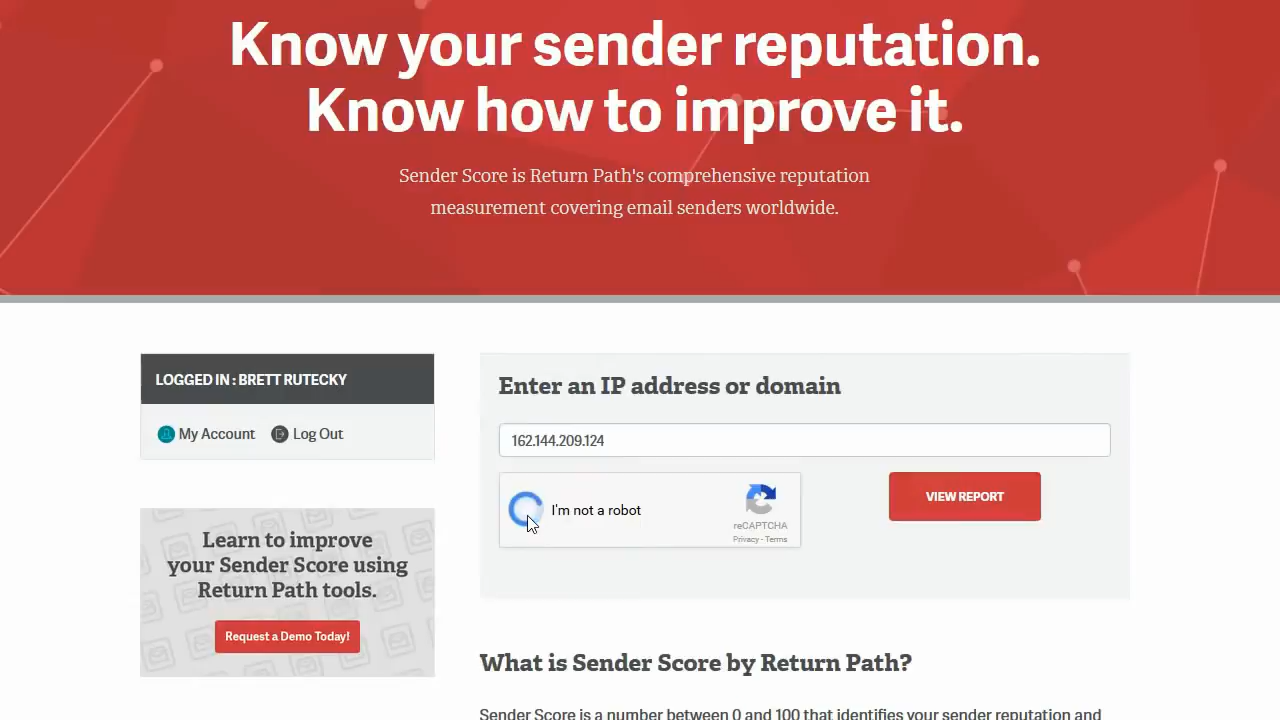 Know your sender reputation.
Know how to improve it.
Sender Score is Return Path's comprehensive reputation
measurement covering email senders worldwide.
LOGGED IN : BRETT RUTECKY
My Account
Log Out
Learn to improve
your Sender Score using
Return Path tools.
Request a Demo Today!
Enter an IP address or domain
162.144.209.124
I'm not a robot
reCAPTCHA
Privacy - Terms
VIEW REPORT
What is Sender Score by Return Path?
Sender Score is a number between 0 and 100 that identifies your sender reputation and